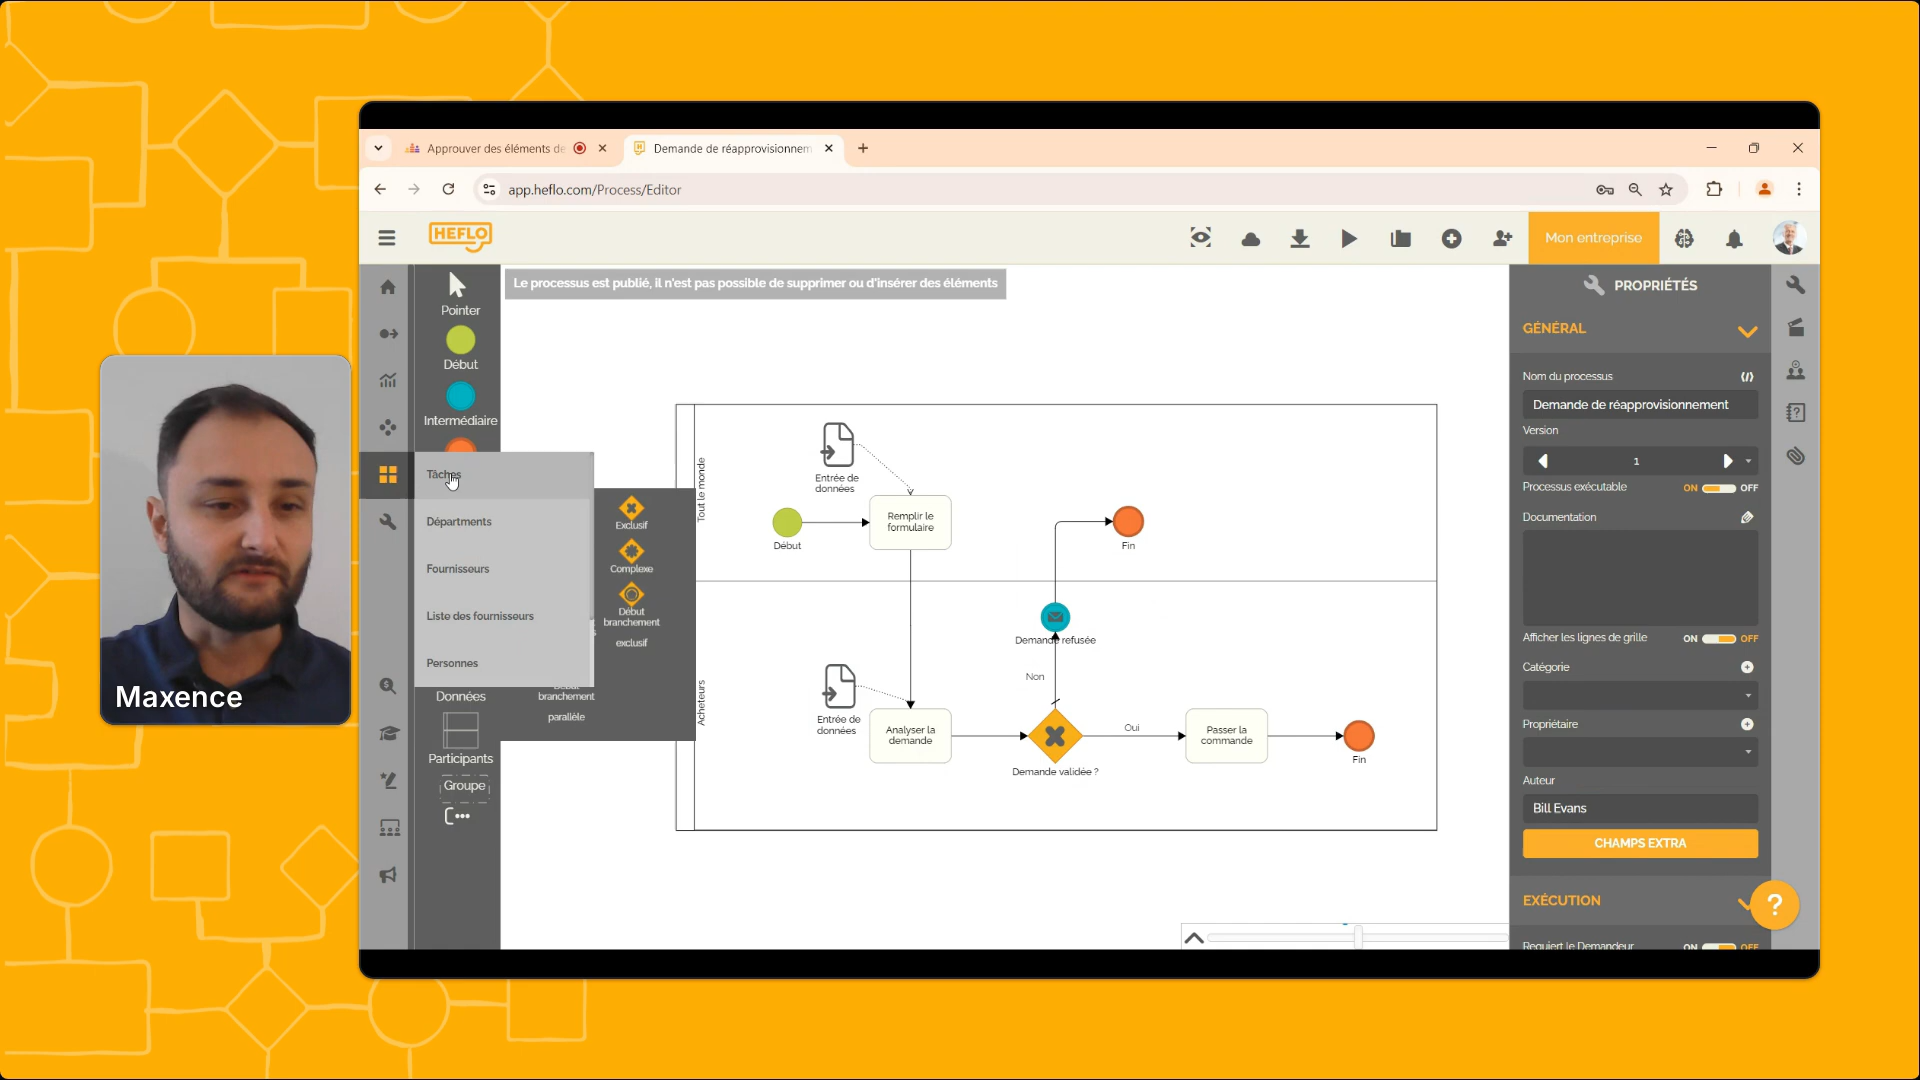 Approuver des éléments de
Demande de réapprovisionnem
app.heflo.com/Process/Editor
HEFLO
Mon entreprise
Pointer
Début
Intermédiaire
Le processus est publié, il n'est pas possible de supprimer ou d'insérer des éléments
Tâches
Départments
Fournisseurs
Liste des fournisseurs
Personnes
Exclusif
Complexe
Début
branchement
exclusif
Début
branchement
parallèle
Données
Participants
Groupe
Tout le monde
Entrée de
données
Début
Remplir le
formulaire
Fin
Acheteurs
Demande refusée
Non
Entrée de
données
Analyser la
demande
Demande validée ?
Oui
Passer la
commande
Fin
PROPRIÉTÉS
GÉNÉRAL
Nom du processus
Demande de réapprovisionnement
Version
1
Processus exécutable
ON OFF
Documentation
Afficher les lignes de grille
ON OFF
Catégorie
Propriétaire
Auteur
Bill Evans
CHAMPS EXTRA
EXÉCUTION
?
Requiert le Demandeur
ON OFF
Maxence